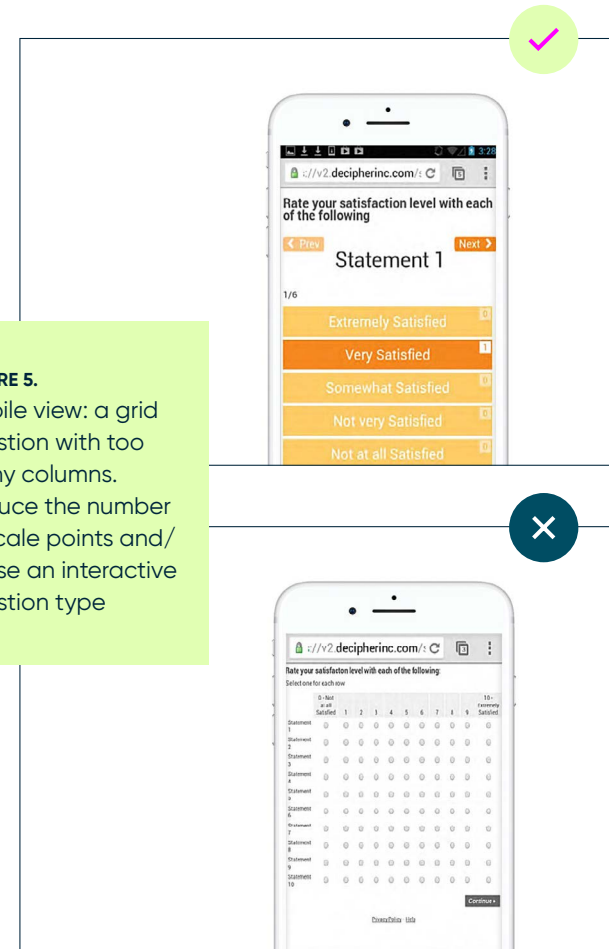 3:28
://v2.decipherinc.com/:
5
Rate your satisfaction level with each
of the following
Prev
Next
Statement 1
1/6
Extremely Satisfied 0
Very Satisfied 1
Somewhat Satisfied 0
Not very Satisfied 0
Not at all Satisfied 0
RE 5.
bile view: a grid
stion with too
ny columns.
uce the number
cale points and/
se an interactive
stion type
://v2.decipherinc.com/:
3
Rate your satisfacton level with each of the following:
Select one for each row
0 - Not
at all
Satisfied 1 2 3 4 5 6 7 8 9
10 -
Extremely
Satisfied
Statement
1
Statement
2
Statement
3
Statement
4
Statement
Statement
6
Statement
7
Statement
8
Statement
9
Statement
10
Continue »
Privacy Policy - Help